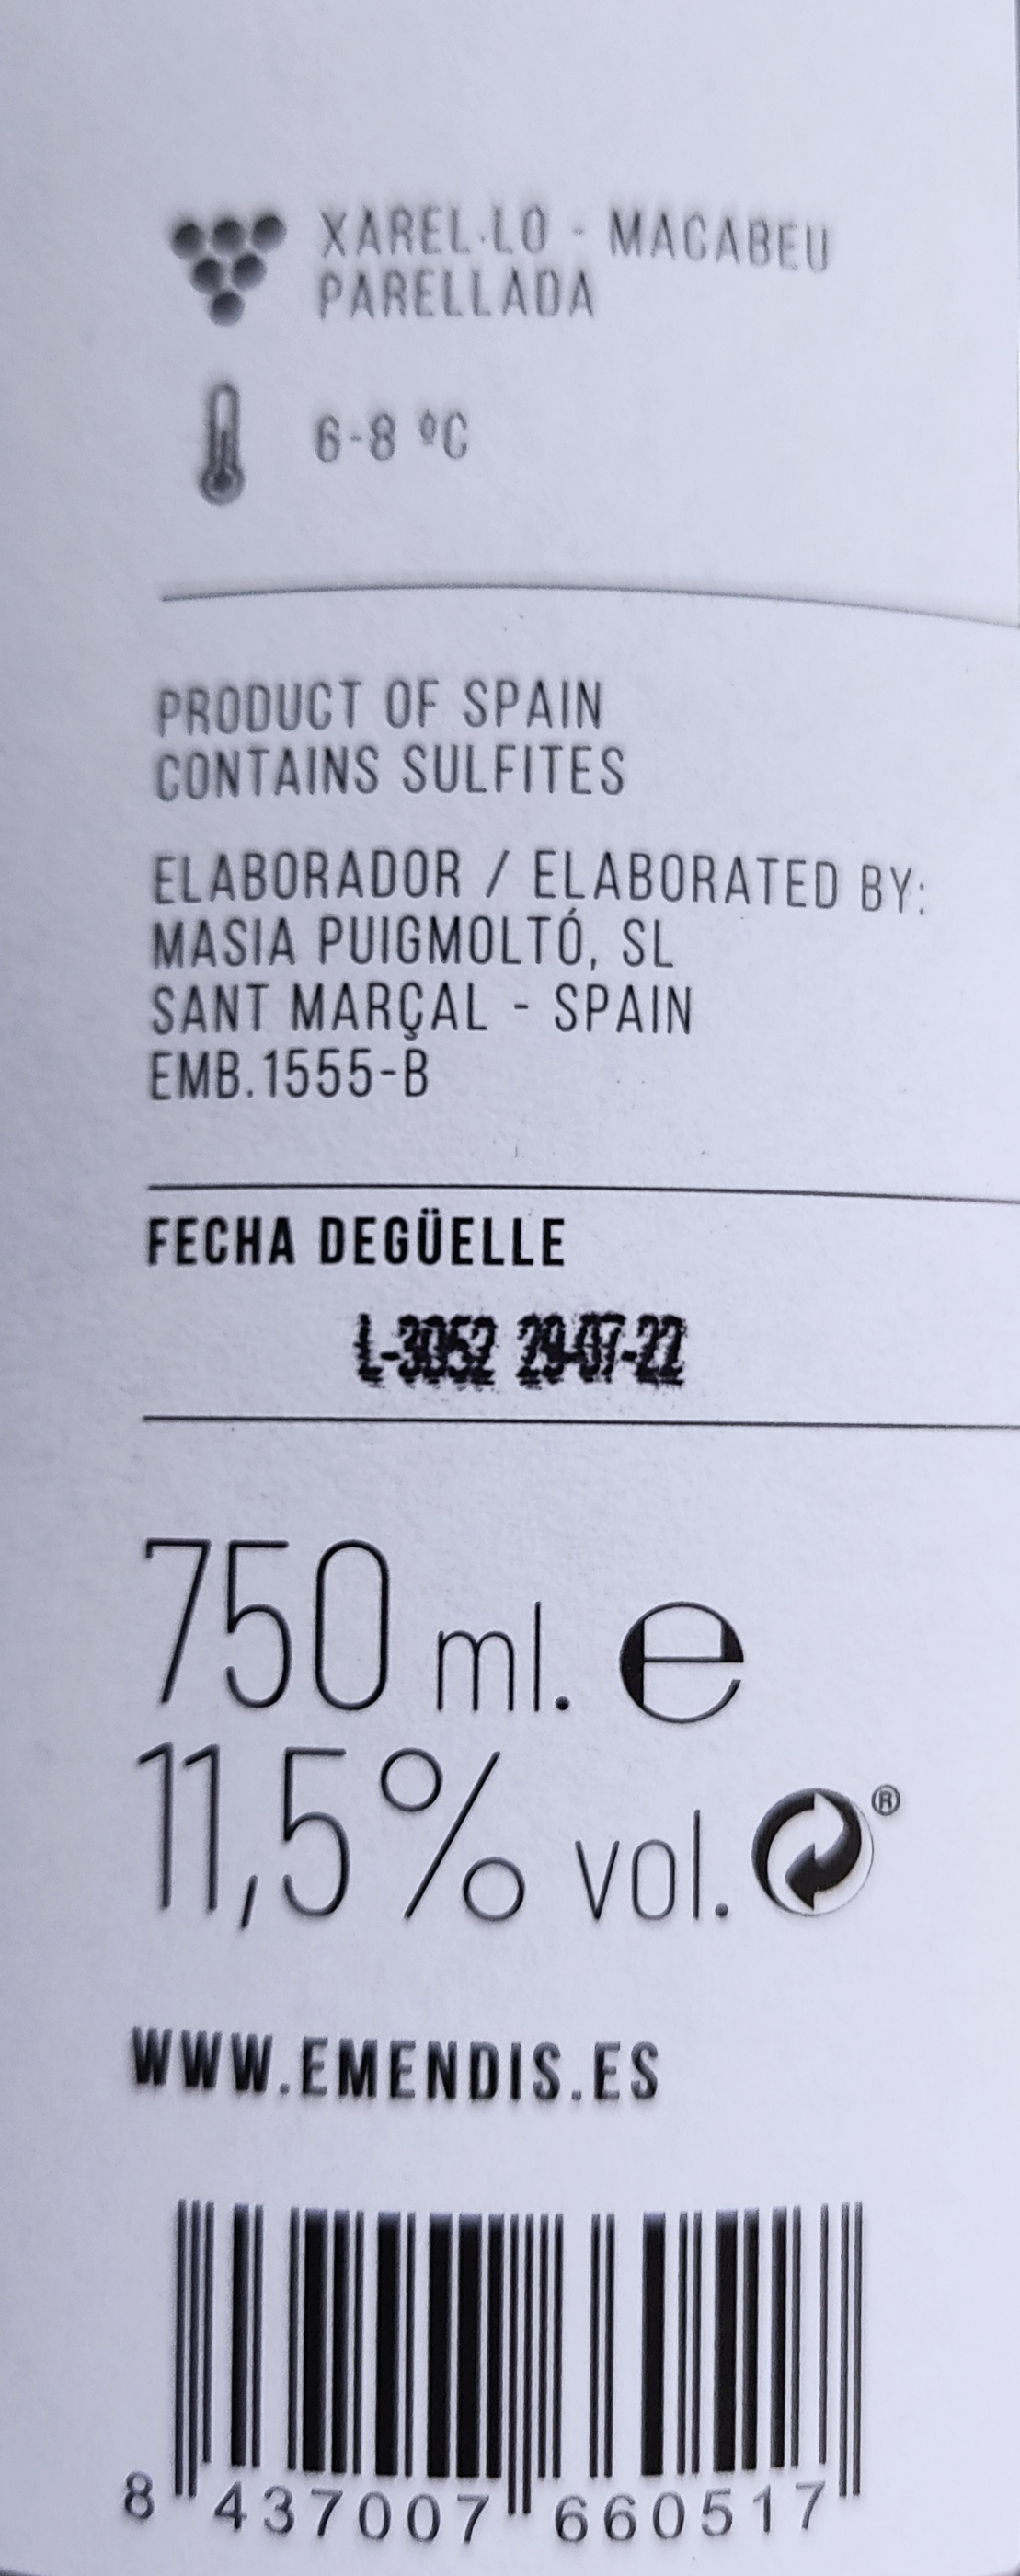 XAREL·LO - MACABEU
PARELLADA
6-8 ºC
PRODUCT OF SPAIN
CONTAINS SULFITES
ELABORADOR / ELABORATED BY:
MASIA PUIGMOLTÓ, SL
SANT MARÇAL - SPAIN
EMB.1555-B
FECHA DEGÜELLE
L-3052 29-07-22
750 ml. e
11,5% vol. ®
WWW.EMENDIS.ES
8 437007 660517